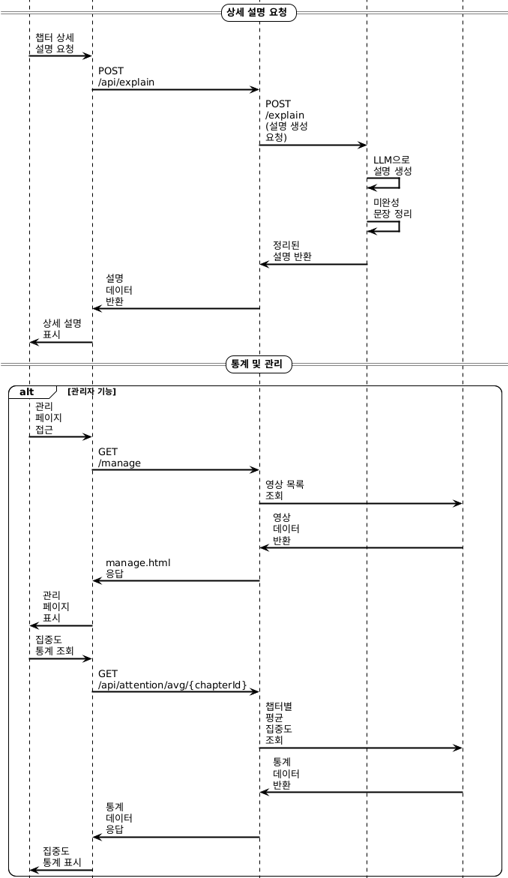 상세 설명 요청
챕터 상세
설명 요청
POST
/api/explain
POST
/explain
(설명 생성
요청)
LLM으로
설명 생성
미완성
문장 정리
정리된
설명 반환
설명
데이터
반환
상세 설명
표시
통계 및 관리
alt [관리자 기능]
관리
페이지
접근
GET
/manage
영상 목록
조회
영상
데이터
반환
manage.html
응답
관리
페이지
표시
집중도
통계 조회
GET
/api/attention/avg/{chapterId}
챕터별
평균
집중도
조회
통계
데이터
반환
통계
데이터
응답
집중도
통계 표시